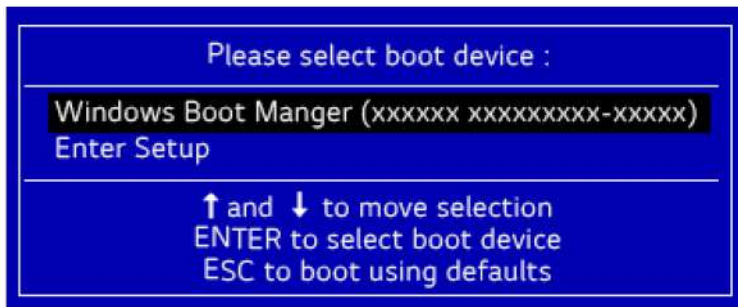 Please select boot device :
Windows Boot Manger (xxxxxx xxxxxxxxx-xxxxx)
Enter Setup
↑ and ↓ to move selection
ENTER to select boot device
ESC to boot using defaults